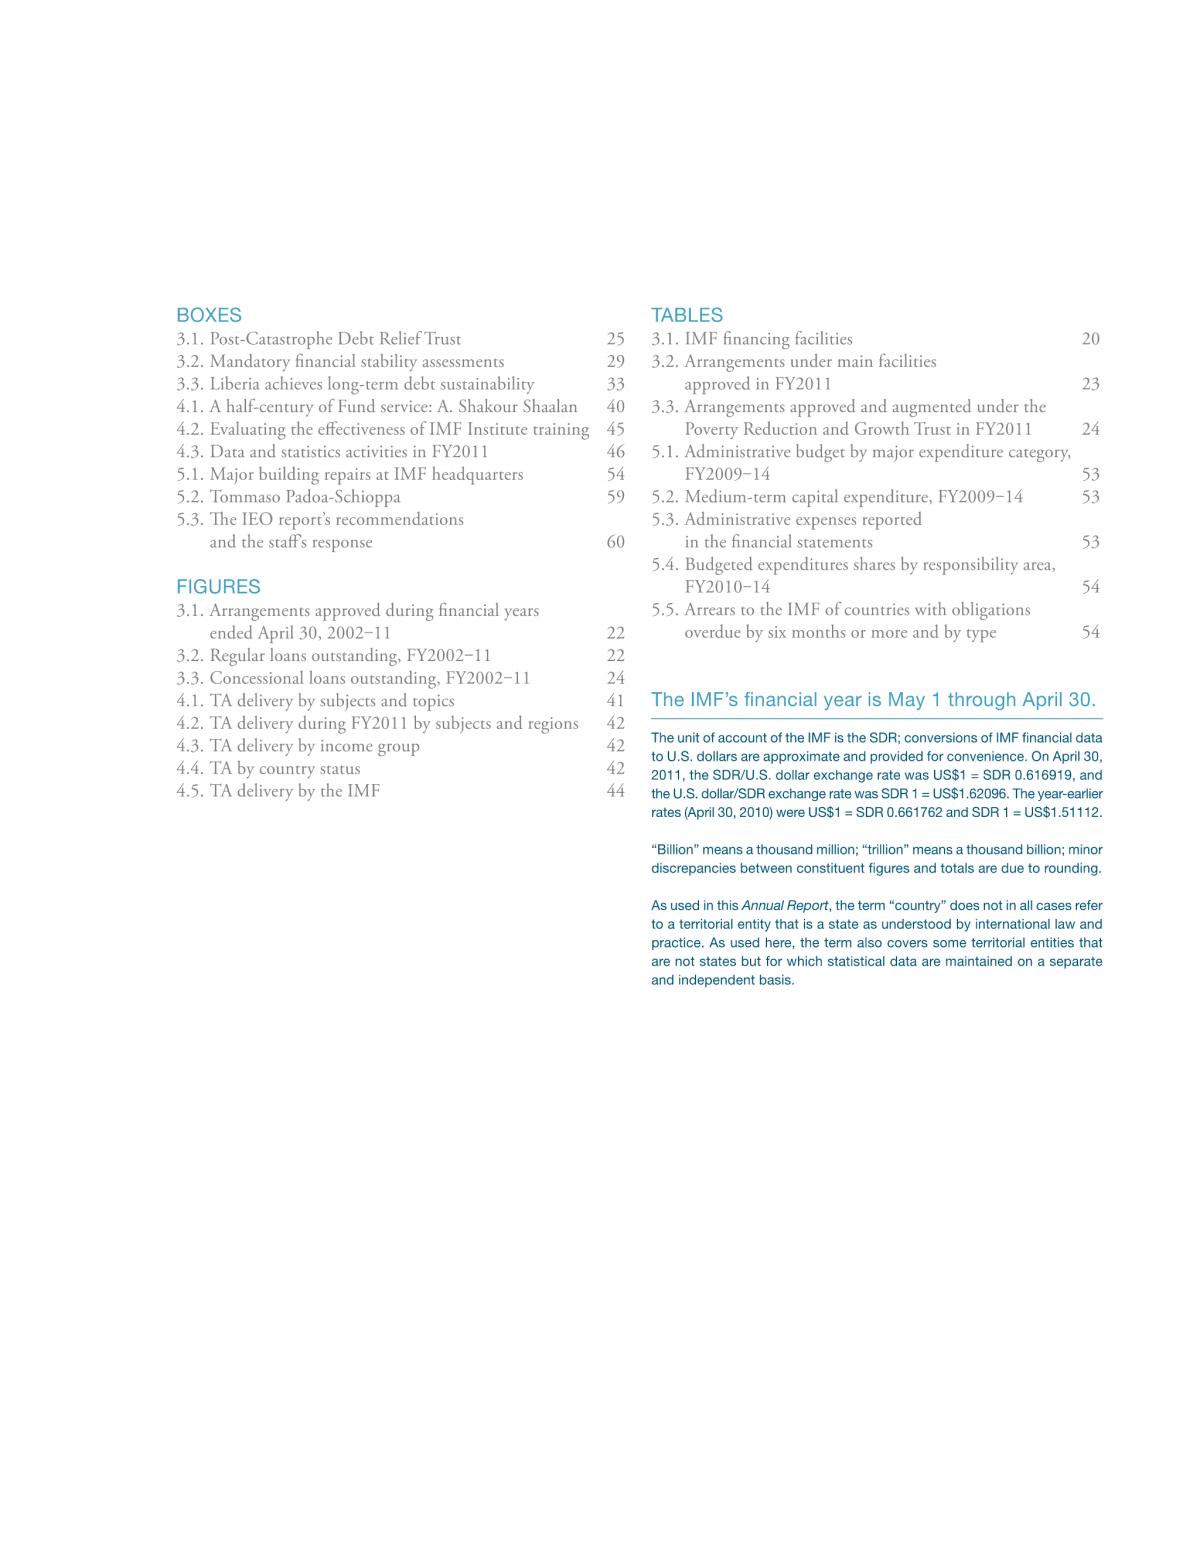 BOXES
3.1. Post-Catastrophe Debt Relief Trust 25
3.2. Mandatory financial stability assessments 29
3.3. Liberia achieves long-term debt sustainability 33
4.1. A half-century of Fund service: A. Shakour Shaalan 40
4.2. Evaluating the effectiveness of IMF Institute training 45
4.3. Data and statistics activities in FY2011 46
5.1. Major building repairs at IMF headquarters 54
5.2. Tommaso Padoa-Schioppa 59
5.3. The IEO report's recommendations
and the staff's response 60
FIGURES
3.1. Arrangements approved during financial years
ended April 30, 2002–11 22
3.2. Regular loans outstanding, FY2002–11 22
3.3. Concessional loans outstanding, FY2002–11 24
4.1. TA delivery by subjects and topics 41
4.2. TA delivery during FY2011 by subjects and regions 42
4.3. TA delivery by income group 42
4.4. TA by country status 42
4.5. TA delivery by the IMF 44
TABLES
3.1. IMF financing facilities 20
3.2. Arrangements under main facilities
approved in FY2011 23
3.3. Arrangements approved and augmented under the
Poverty Reduction and Growth Trust in FY2011 24
5.1. Administrative budget by major expenditure category,
FY2009–14 53
5.2. Medium-term capital expenditure, FY2009–14 53
5.3. Administrative expenses reported
in the financial statements 53
5.4. Budgeted expenditures shares by responsibility area,
FY2010–14 54
5.5. Arrears to the IMF of countries with obligations
overdue by six months or more and by type 54
The IMF's financial year is May 1 through April 30.
The unit of account of the IMF is the SDR; conversions of IMF financial data
to U.S. dollars are approximate and provided for convenience. On April 30,
2011, the SDR/U.S. dollar exchange rate was US$1 = SDR 0.616919, and
the U.S. dollar/SDR exchange rate was SDR 1 = US$1.62096. The year-earlier
rates (April 30, 2010) were US$1 = SDR 0.661762 and SDR 1 = US$1.51112.
“Billion” means a thousand million; “trillion” means a thousand billion; minor
discrepancies between constituent figures and totals are due to rounding.
As used in this Annual Report, the term “country” does not in all cases refer
to a territorial entity that is a state as understood by international law and
practice. As used here, the term also covers some territorial entities that
are not states but for which statistical data are maintained on a separate
and independent basis.